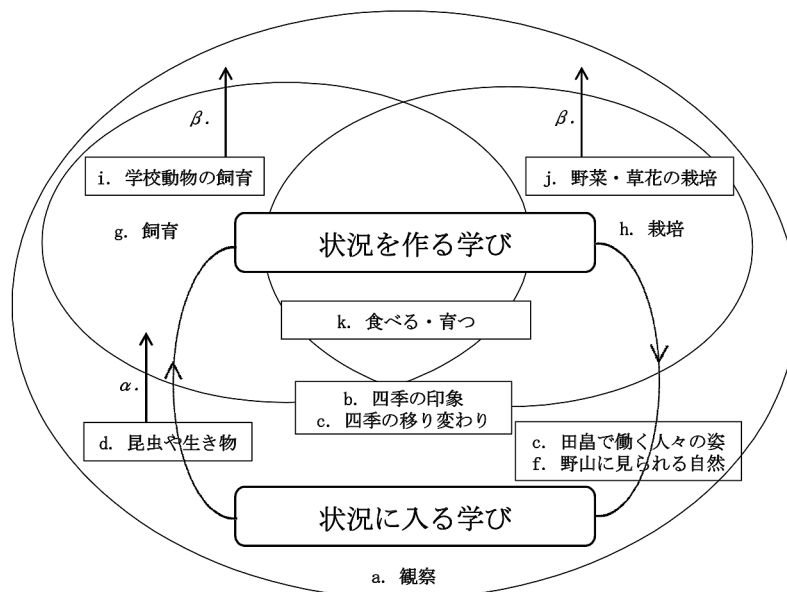 β.
β.
i. 学校動物の飼育
j. 野菜・草花の栽培
g. 飼育
h. 栽培
状況を作る学び
k. 食べる・育つ
α.
b. 四季の印象
c. 四季の移り変わり
d. 昆虫や生き物
c. 田畠で働く人々の姿
f. 野山に見られる自然
状況に入る学び
a. 観察